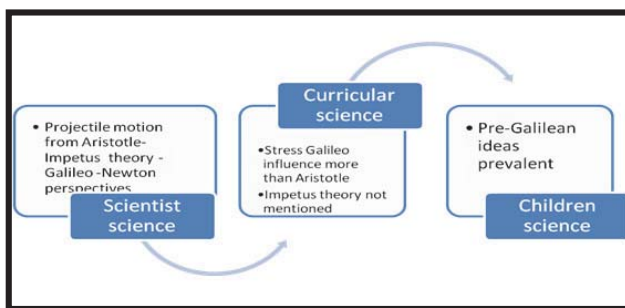 • Projectile motion
from Aristotle-
Impetus theory -
Galileo -Newton
perspectives
Scientist
science
Curricular
science
•Stress Galileo
influence more
than Aristotle
•Impetus theory not
mentioned
• Pre-Galilean
ideas
prevalent
Children
science